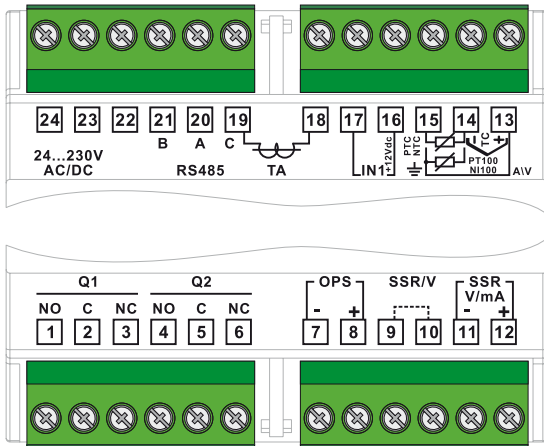 24 23 22 21 20 19 18 17 16 15 14 13
B A C
24...230V
AC/DC
RS485
TA
IN1
+12Vdc
PTC
NTC
TC
- +
PT100
NI100
A\V
Q1 Q2 OPS SSR/V SSR
V/mA
NO C NC NO C NC - + - +
1 2 3 4 5 6 7 8 9 10 11 12